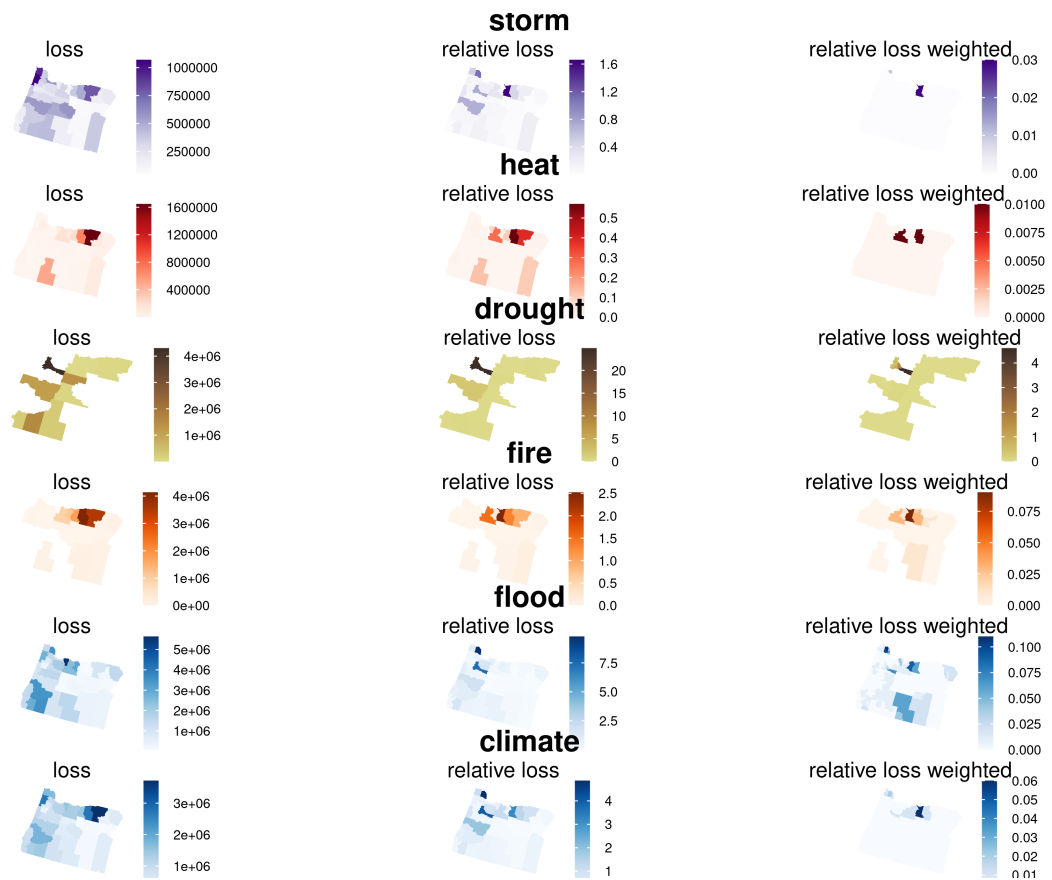 storm
loss
relative loss
relative loss weighted
1000000
750000
500000
250000
1.6
1.2
0.8
0.4
0.03
0.02
0.01
0.00
heat
loss
relative loss
relative loss weighted
1600000
1200000
800000
400000
0.5
0.4
0.3
0.2
0.1
0.0
0.0100
0.0075
0.0050
0.0025
0.0000
drought
loss
relative loss
relative loss weighted
4e+06
3e+06
2e+06
1e+06
20
15
10
5
0
4
3
2
1
0
fire
loss
relative loss
relative loss weighted
4e+06
3e+06
2e+06
1e+06
0e+00
2.5
2.0
1.5
1.0
0.5
0.0
0.075
0.050
0.025
0.000
flood
loss
relative loss
relative loss weighted
5e+06
4e+06
3e+06
2e+06
1e+06
7.5
5.0
2.5
0.100
0.075
0.050
0.025
0.000
climate
loss
relative loss
relative loss weighted
3e+06
2e+06
1e+06
4
3
2
1
0.06
0.05
0.04
0.03
0.02
0.01